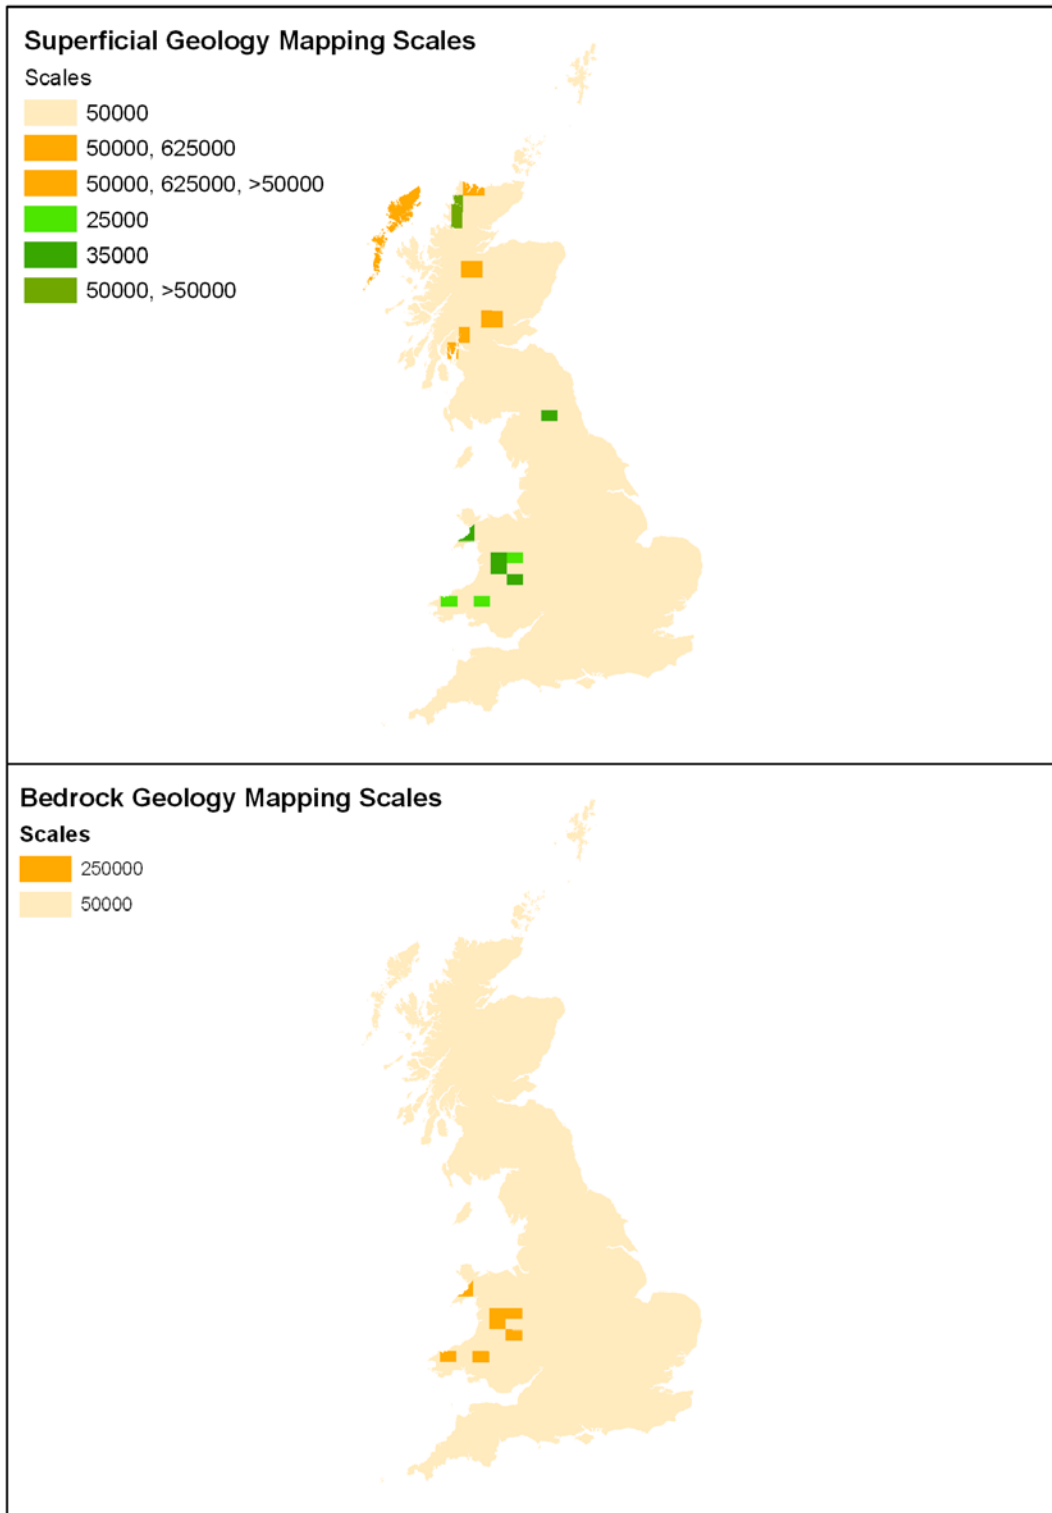 Superficial Geology Mapping Scales
Scales
50000
50000, 625000
50000, 625000, >50000
25000
35000
50000, >50000
Bedrock Geology Mapping Scales
Scales
250000
50000